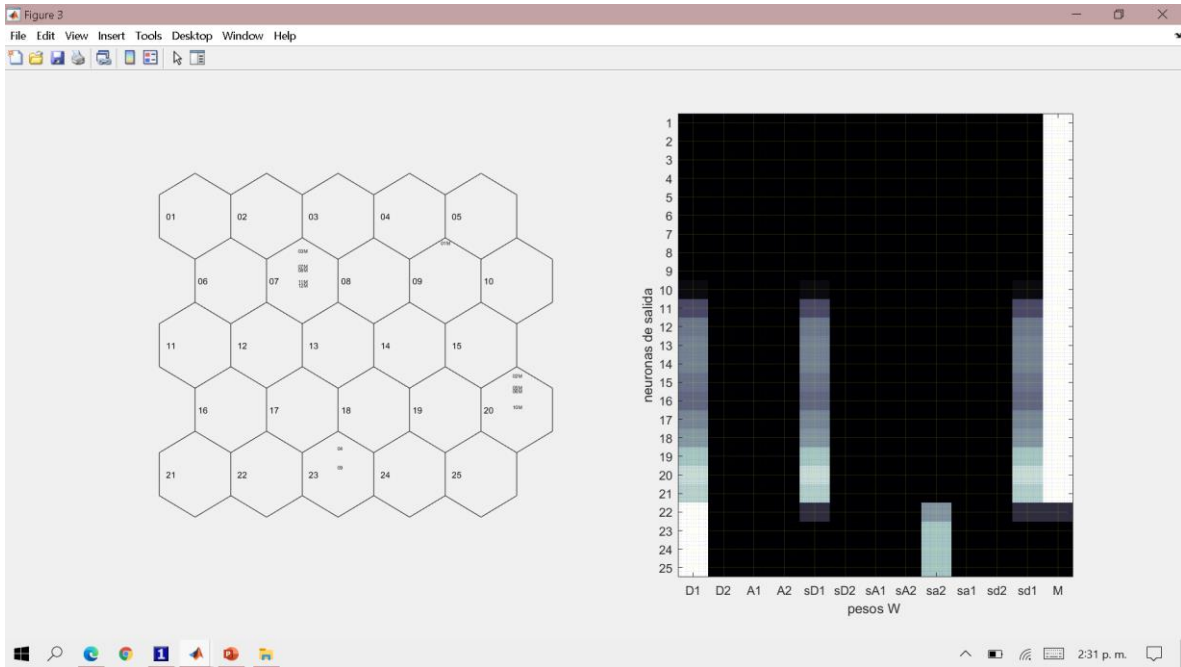 Figure 3
File Edit View Insert Tools Desktop Window Help
01 02 03 04 05
06 07 08 09 10
11 12 13 14 15
16 17 18 19 20
21 22 23 24 25
neuronas de salida
1
2
3
4
5
6
7
8
9
10
11
12
13
14
15
16
17
18
19
20
21
22
23
24
25
D1 D2 A1 A2 sD1 sD2 sA1 sA2 sa2 sa1 sd2 sd1 M
pesos W
1
2:31 p. m.